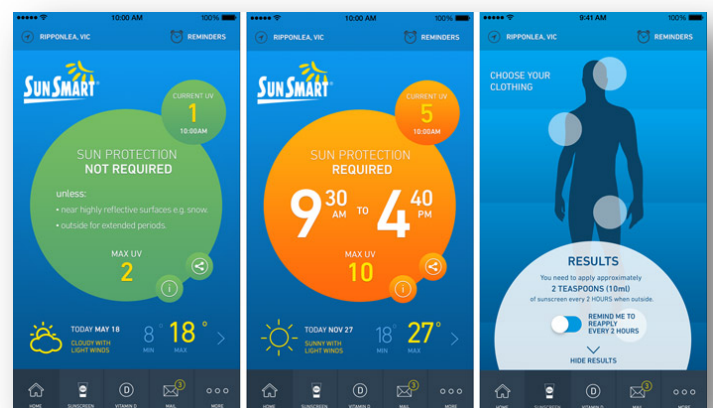 10:00 AM
100%
RIPPONLEA, VIC
REMINDERS
SunSmart
CURRENT UV
1
10:00AM
SUN PROTECTION
NOT REQUIRED
unless:
• near highly reflective surfaces e.g. snow.
• outside for extended periods.
MAX UV
2
i
TODAY MAY 18
CLOUDY WITH
LIGHT WINDS
8°
MIN
18°
MAX
HOME
SUNSCREEN
D
VITAMIN D
3
MAIL
MORE
10:00 AM
100%
RIPPONLEA, VIC
REMINDERS
SunSmart
CURRENT UV
5
10:00AM
SUN PROTECTION
REQUIRED
9 30 AM TO 4 40 PM
MAX UV
10
i
TODAY NOV 27
SUNNY WITH
LIGHT WINDS
18°
MIN
27°
MAX
HOME
SUNSCREEN
D
VITAMIN D
3
MAIL
MORE
9:41 AM
100%
RIPPONLEA, VIC
REMINDERS
CHOOSE YOUR
CLOTHING
RESULTS
You need to apply approximately
2 TEASPOONS (10ml)
of sunscreen every 2 HOURS when outside.
REMIND ME TO
REAPPLY
EVERY 2 HOURS
HIDE RESULTS
HOME
SUNSCREEN
D
VITAMIN D
3
MAIL
MORE